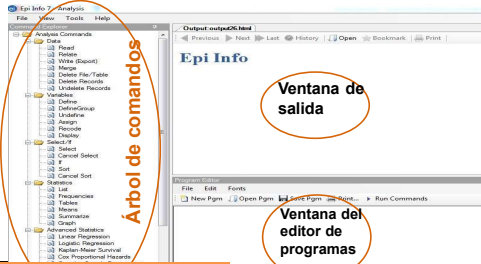 Epi Info 7 - Analysis
File View Tools Help
Command Explorer
Analysis Commands
Data
Read
Relate
Write (Export)
Merge
Delete File/Table
Delete Records
Undelete Records
Variables
Define
DefineGroup
Undefine
Assign
Recode
Display
Select/If
Select
Cancel Select
If
Sort
Cancel Sort
Statistics
List
Frequencies
Tables
Means
Summarize
Graph
Advanced Statistics
Linear Regression
Logistic Regression
Kaplan-Meier Survival
Cox Proportional Hazards
Árbol de comandos
Output: output26.html
Previous Next Last History Open Bookmark Print
Epi Info
Ventana de
salida
Program Editor
File Edit Fonts
New Pgm Open Pgm Save Pgm Print... Run Commands
Ventana del
editor de
programas